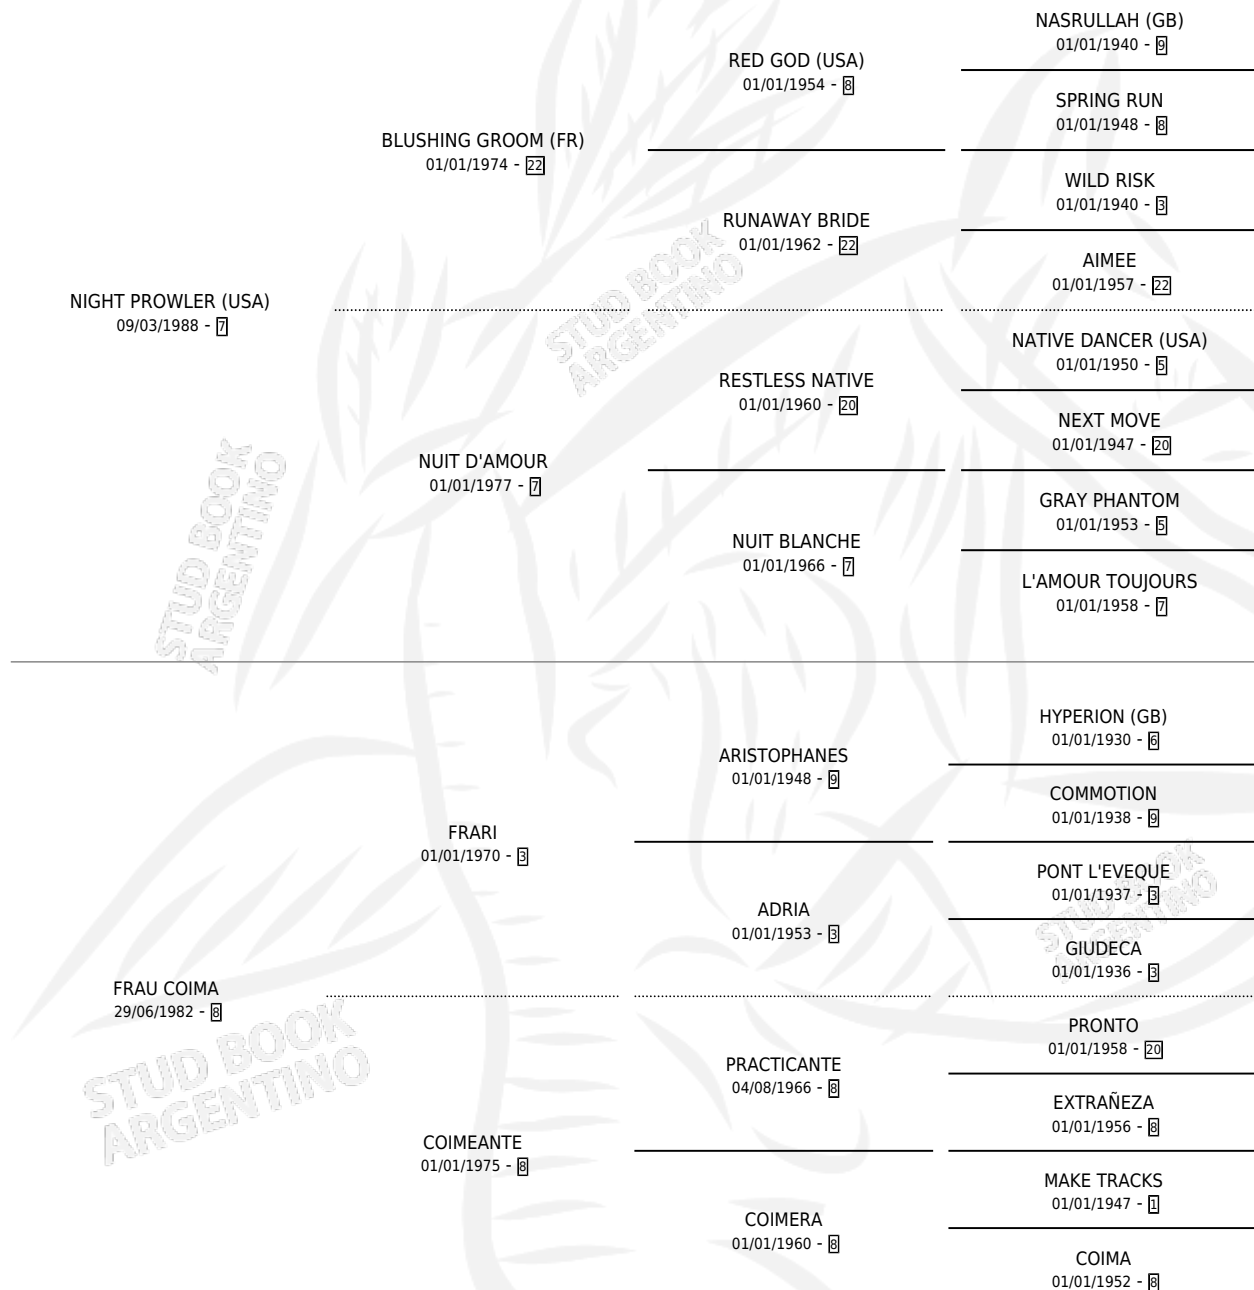 NASRULLAH (GB)
01/01/1940 - 9
RED GOD (USA)
01/01/1954 - 8
SPRING RUN
01/01/1948 - 8
BLUSHING GROOM (FR)
01/01/1974 - 22
WILD RISK
01/01/1940 - 3
RUNAWAY BRIDE
01/01/1962 - 22
AIMEE
01/01/1957 - 22
NIGHT PROWLER (USA)
09/03/1988 - 7
NATIVE DANCER (USA)
01/01/1950 - 5
RESTLESS NATIVE
01/01/1960 - 20
NEXT MOVE
01/01/1947 - 20
NUIT D'AMOUR
01/01/1977 - 7
GRAY PHANTOM
01/01/1953 - 5
NUIT BLANCHE
01/01/1966 - 7
L'AMOUR TOUJOURS
01/01/1958 - 7
HYPERION (GB)
01/01/1930 - 6
ARISTOPHANES
01/01/1948 - 9
COMMOTION
01/01/1938 - 9
FRARI
01/01/1970 - 3
PONT L'EVEQUE
01/01/1937 - 3
ADRIA
01/01/1953 - 3
GIUDECA
01/01/1936 - 3
FRAU COIMA
29/06/1982 - 8
PRONTO
01/01/1958 - 20
PRACTICANTE
04/08/1966 - 8
EXTRAÑEZA
01/01/1956 - 8
COIMEANTE
01/01/1975 - 8
MAKE TRACKS
01/01/1947 - 1
COIMERA
01/01/1960 - 8
COIMA
01/01/1952 - 8
STUD BOOK
ARGENTINO
STUD BOOK
ARGENTINO
STUD BOOK
ARGENTINO
STUD BOOK
ARGENTINO